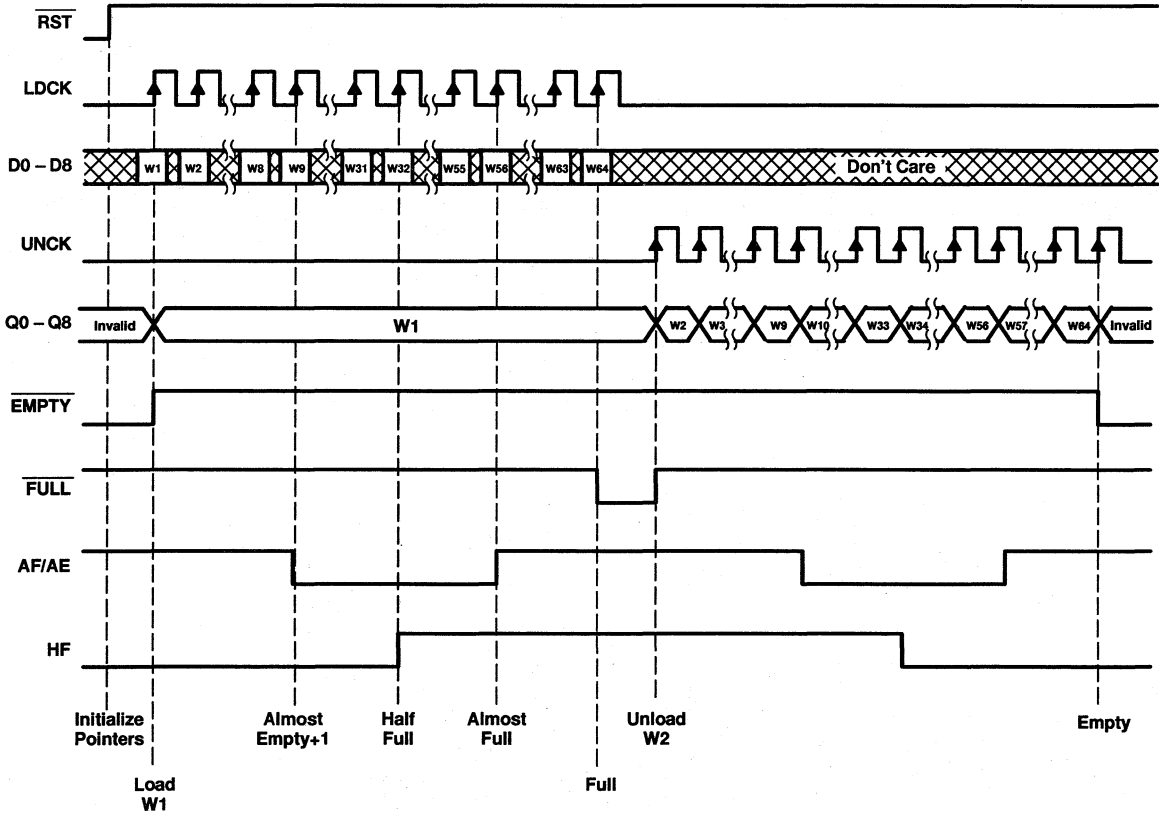 RST
LDCK
D0 – D8 W1 W2 W8 W9 W31 W32 W55 W56 W63 W64 Don't Care
UNCK
Q0 – Q8 Invalid W1 W2 W3 W9 W10 W33 W34 W56 W57 W64 Invalid
EMPTY
FULL
AF/AE
HF
Initialize
Pointers
Load
W1
Almost
Empty+1
Half
Full
Almost
Full
Full
Unload
W2
Empty